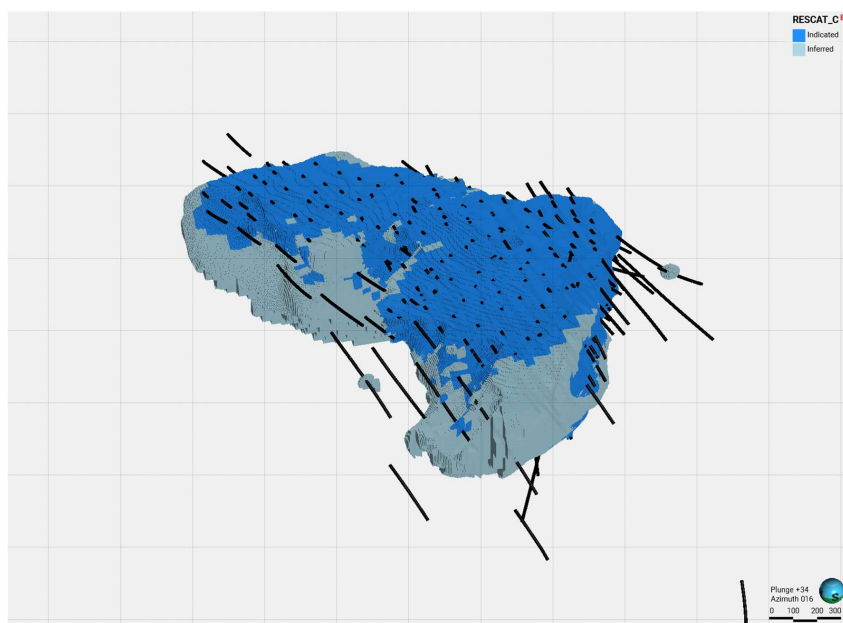 RESCAT_C
Indicated
Inferred
Plunge +34
Azimuth 016
S
0 100 200 300